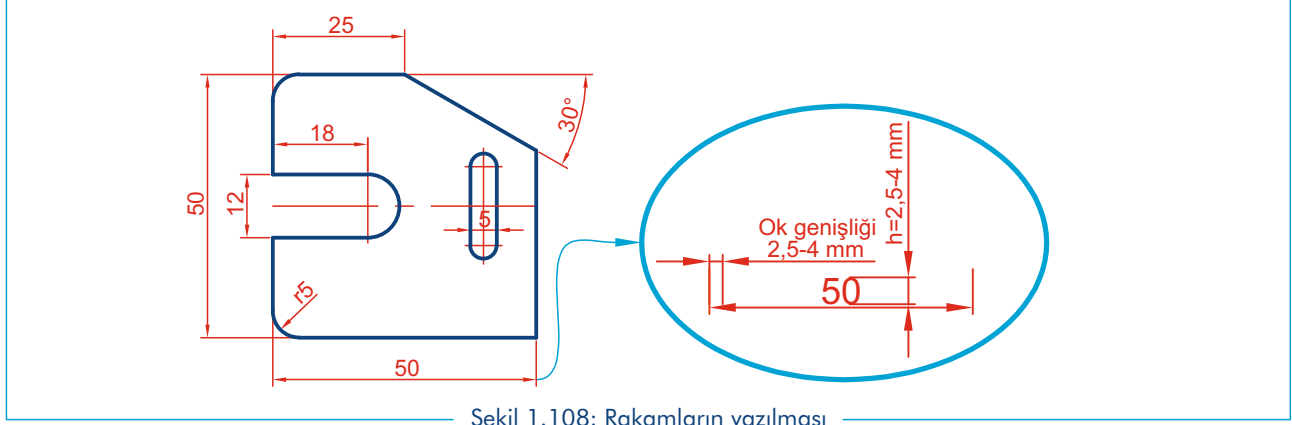 25
18
50
12
5
30°
r5
50
Ok genişliği
2,5-4 mm
h=2,5-4 mm
50
Şekil 1.108: Rakamların yazılması